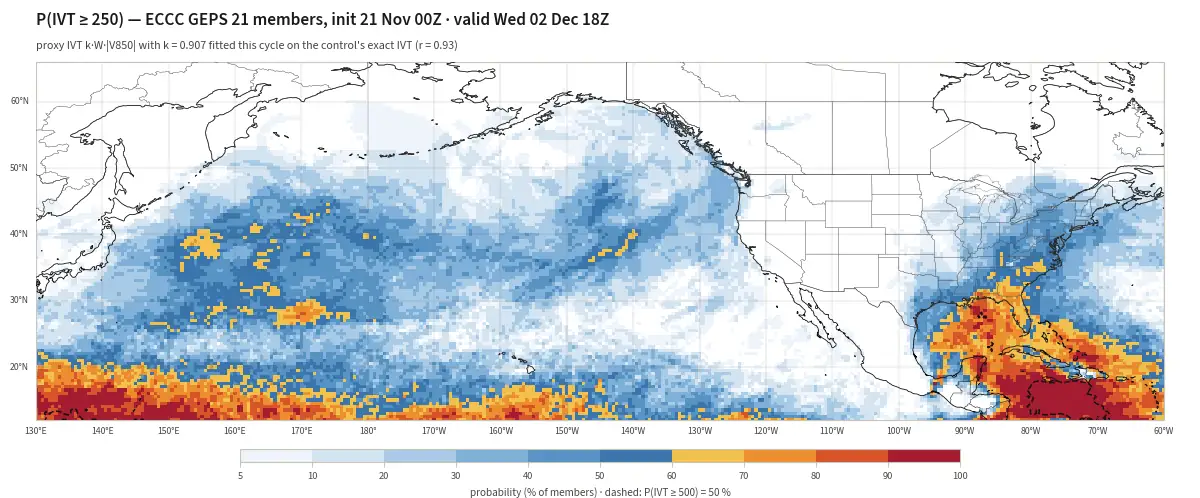 P(IVT ≥ 250) — ECCC GEPS 21 members, init 21 Nov 00Z · valid Wed 02 Dec 18Z
proxy IVT k·W·|V850| with k = 0.907 fitted this cycle on the control's exact IVT (r = 0.93)
60°N
50°N
40°N
30°N
20°N
130°E 140°E 150°E 160°E 170°E 180° 170°W 160°W 150°W 140°W 130°W 120°W 110°W 100°W 90°W 80°W 70°W 60°W
5 10 20 30 40 50 60 70 80 90 100
probability (% of members) · dashed: P(IVT ≥ 500) = 50 %